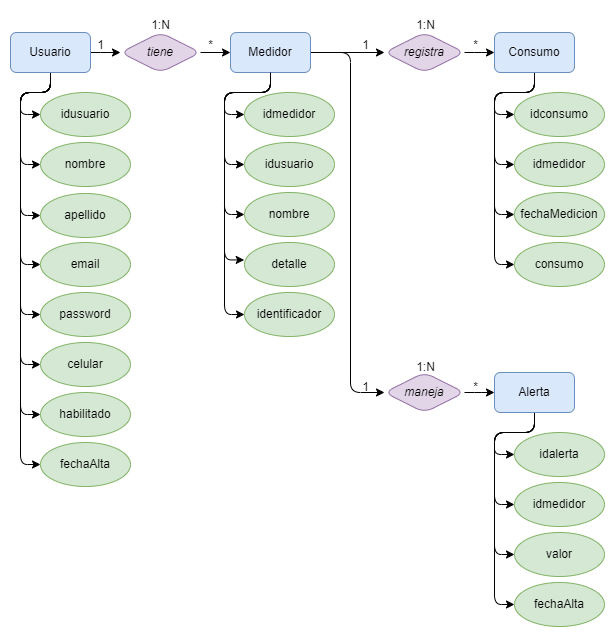 1:N
1:N
Usuario
1
tiene
*
Medidor
1
registra
*
Consumo
idusuario
nombre
apellido
email
password
celular
habilitado
fechaAlta
idmedidor
idusuario
nombre
detalle
identificador
idconsumo
idmedidor
fechaMedicion
consumo
1:N
1
maneja
*
Alerta
idalerta
idmedidor
valor
fechaAlta